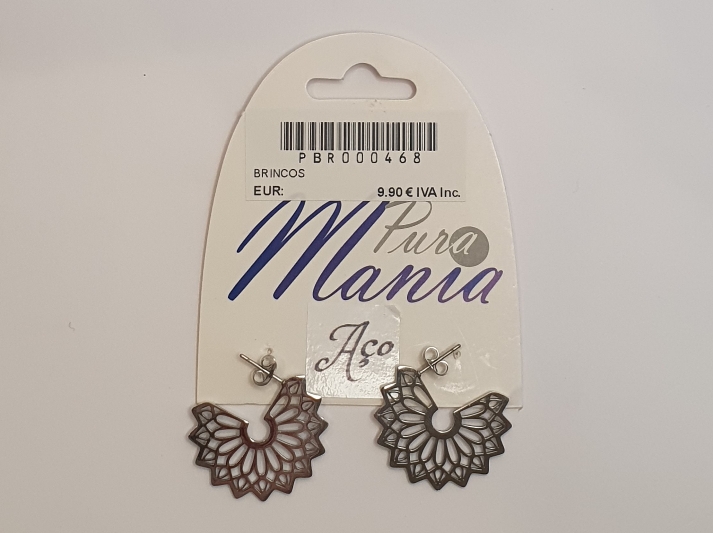 PBR000468
BRINCOS
EUR: 9.90 € IVA Inc.
Pura
Mania
Aço